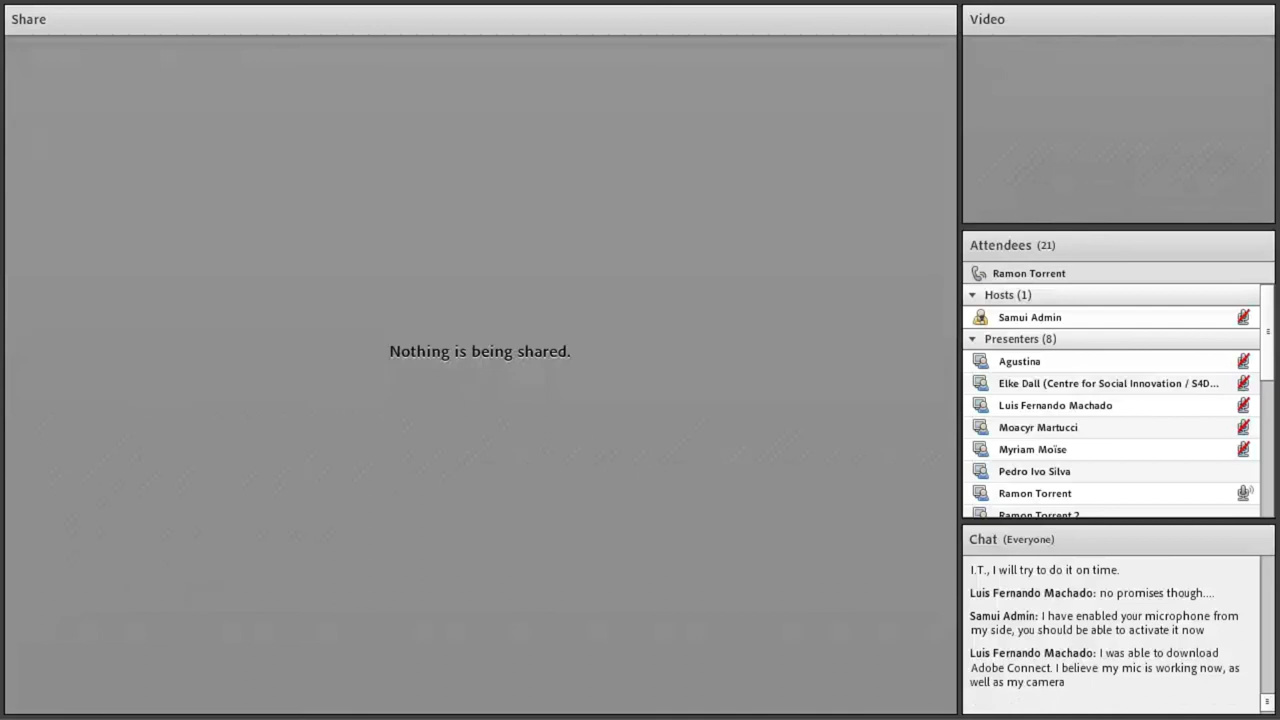 Share
Nothing is being shared.
Video
Attendees (21)
Ramon Torrent
Hosts (1)
Samui Admin
Presenters (8)
Agustina
Elke Dall (Centre for Social Innovation / S4D...
Luis Fernando Machado
Moacyr Martucci
Myriam Moïse
Pedro Ivo Silva
Ramon Torrent
Ramon Torrent 2
Chat (Everyone)
I.T., I will try to do it on time.
Luis Fernando Machado: no promises though....
Samui Admin: I have enabled your microphone from
my side, you should be able to activate it now
Luis Fernando Machado: I was able to download
Adobe Connect. I believe my mic is working now, as
well as my camera